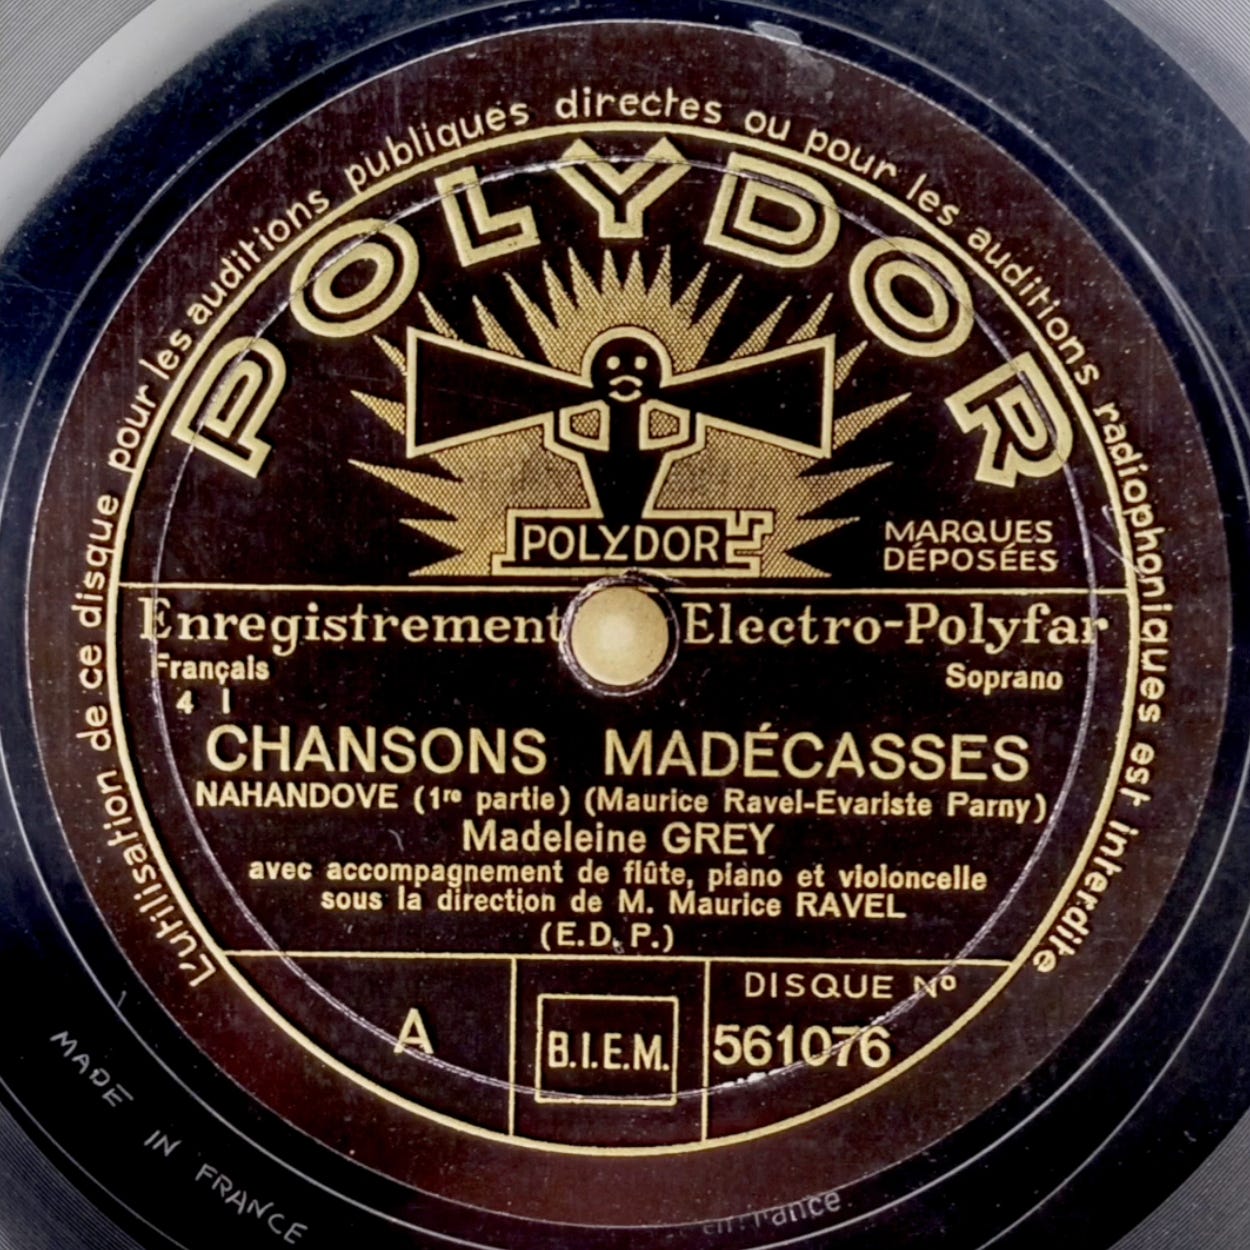 L'utilisation de ce disque pour les auditions publiques directes ou pour les auditions radiophoniques est interdite
POLYDOR
POLYDOR
MARQUES
DÉPOSÉES
Enregistrement Electro-Polyfar
Français Soprano
4 I
CHANSONS MADÉCASSES
NAHANDOVE (1re partie) (Maurice Ravel-Evariste Parny)
Madeleine GREY
avec accompagnement de flûte, piano et violoncelle
sous la direction de M. Maurice RAVEL
(E.D.P.)
A
B.I.E.M.
DISQUE No
561076
MADE IN FRANCE